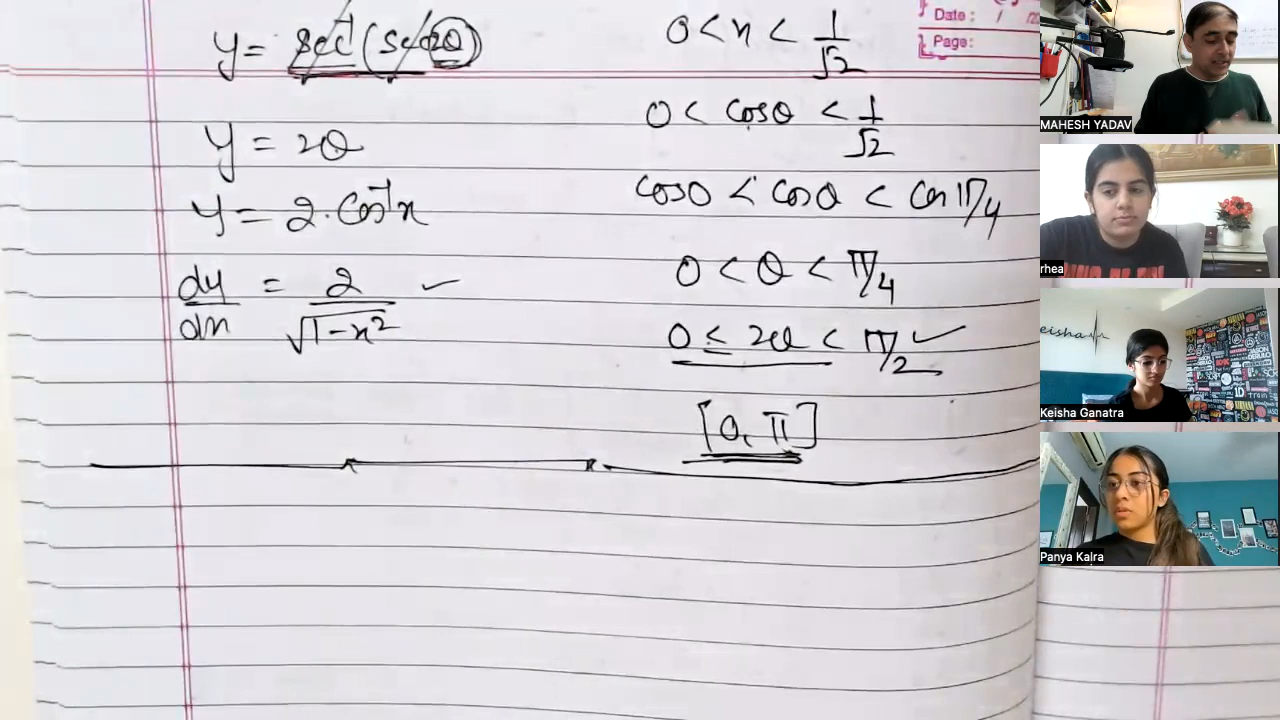 y = sec⁻¹(sec2θ)
y = 2θ
y = 2·cos⁻¹x
dy/dx = 2/√1-x² ✓
0 < x < 1/√2
0 < cosθ < 1/√2
cos0 < cosθ < cos π/4
0 < θ < π/4
0 ≤ 2θ < π/2 ✓
[0, π]
Date: / /20
Page:
MAHESH YADAV
rhea
keisha
Keisha Ganatra
Panya Kalra